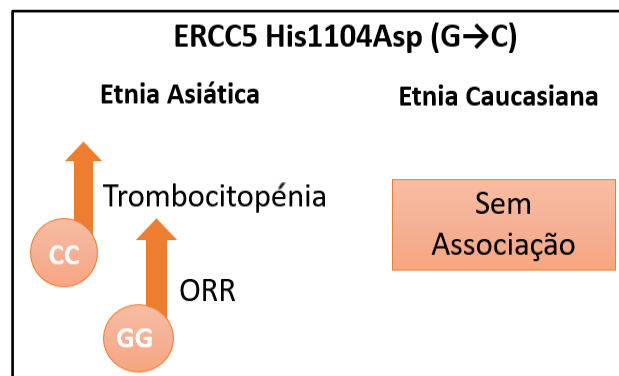 ERCC5 His1104Asp (G→C)
Etnia Asiática
Etnia Caucasiana
Trombocitopénia
CC
ORR
GG
Sem
Associação